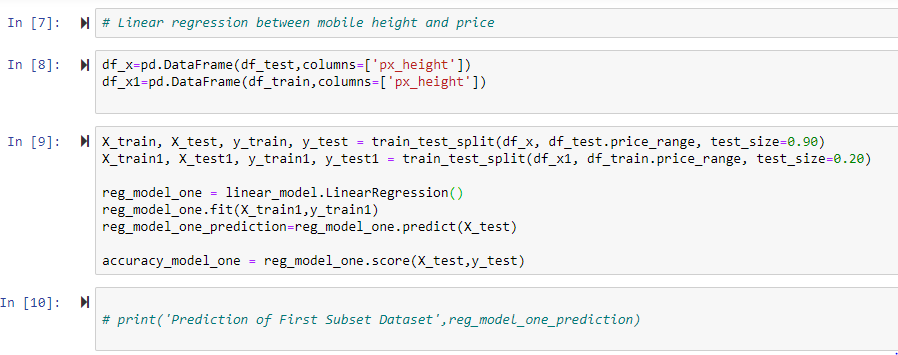 In [7]:
# Linear regression between mobile height and price
In [8]:
df_x=pd.DataFrame(df_test,columns=['px_height'])
df_x1=pd.DataFrame(df_train,columns=['px_height'])
In [9]:
X_train, X_test, y_train, y_test = train_test_split(df_x, df_test.price_range, test_size=0.90)
X_train1, X_test1, y_train1, y_test1 = train_test_split(df_x1, df_train.price_range, test_size=0.20)
reg_model_one = linear_model.LinearRegression()
reg_model_one.fit(X_train1,y_train1)
reg_model_one_prediction=reg_model_one.predict(X_test)
accuracy_model_one = reg_model_one.score(X_test,y_test)
In [10]:
# print('Prediction of First Subset Dataset',reg_model_one_prediction)